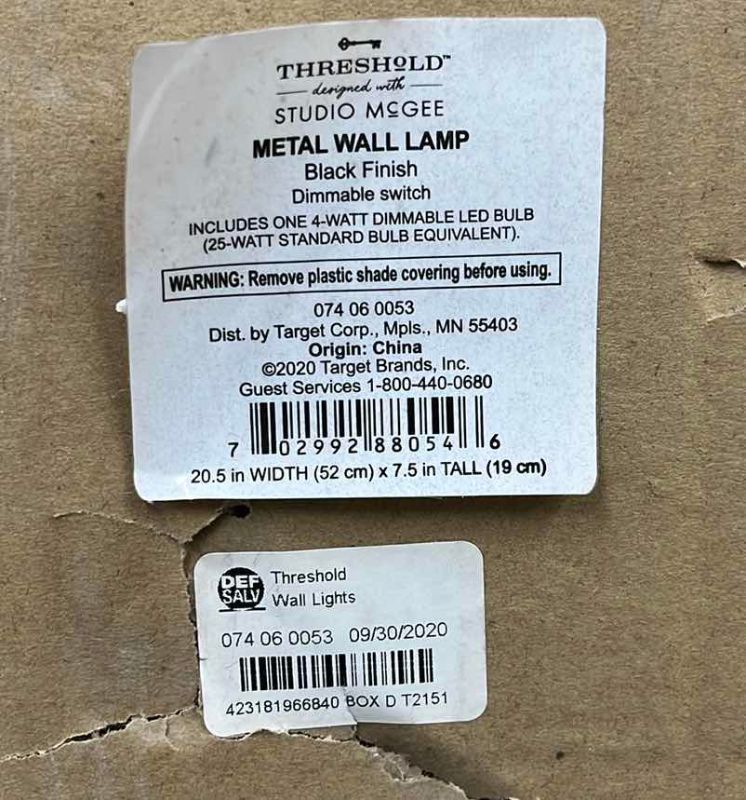 THRESHOLD™
designed with
STUDIO MCGEE
METAL WALL LAMP
Black Finish
Dimmable switch
INCLUDES ONE 4-WATT DIMMABLE LED BULB
(25-WATT STANDARD BULB EQUIVALENT).
WARNING: Remove plastic shade covering before using.
074 06 0053
Dist. by Target Corp., Mpls., MN 55403
Origin: China
©2020 Target Brands, Inc.
Guest Services 1-800-440-0680
7 02992 88054 6
20.5 in WIDTH (52 cm) x 7.5 in TALL (19 cm)
DEF Threshold
SALV Wall Lights
074 06 0053 09/30/2020
423181966840 BOX D T2151